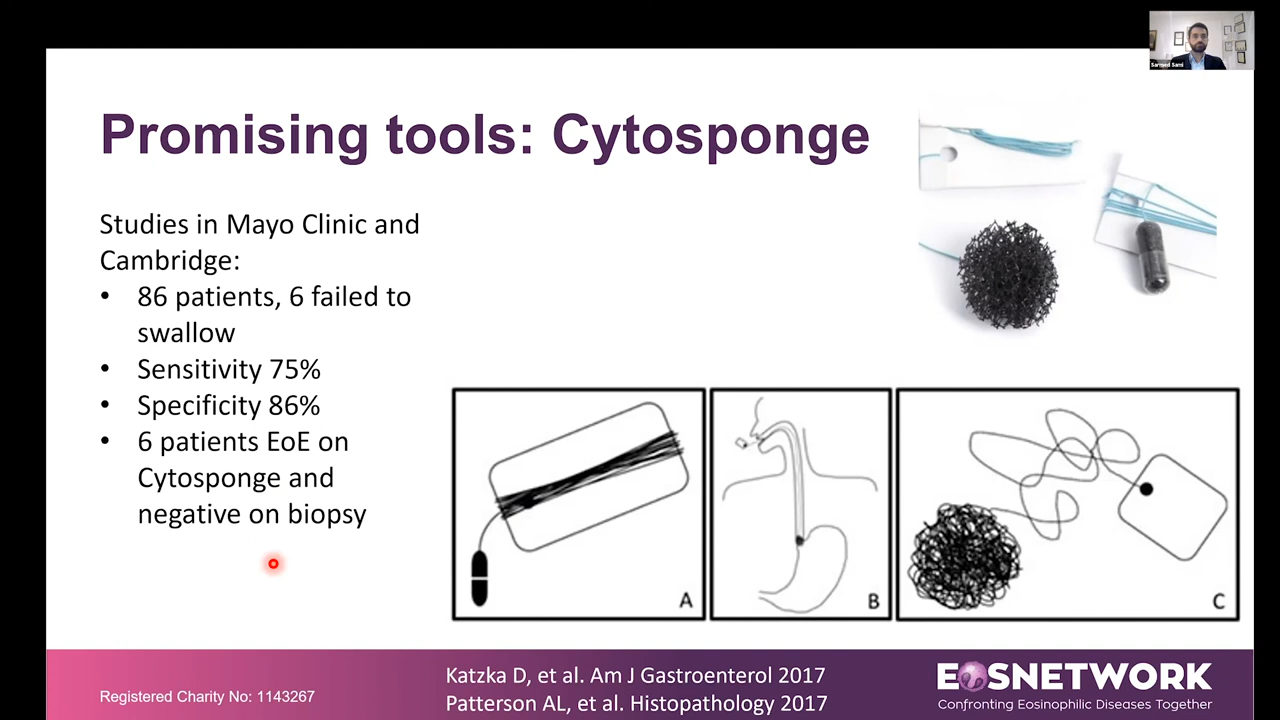 Sarmed Sami
Promising tools: Cytosponge
Studies in Mayo Clinic and
Cambridge:
• 86 patients, 6 failed to
swallow
• Sensitivity 75%
• Specificity 86%
• 6 patients EoE on
Cytosponge and
negative on biopsy
A
B
C
Registered Charity No: 1143267
Katzka D, et al. Am J Gastroenterol 2017
Patterson AL, et al. Histopathology 2017
EOSNETWORK
Confronting Eosinophilic Diseases Together